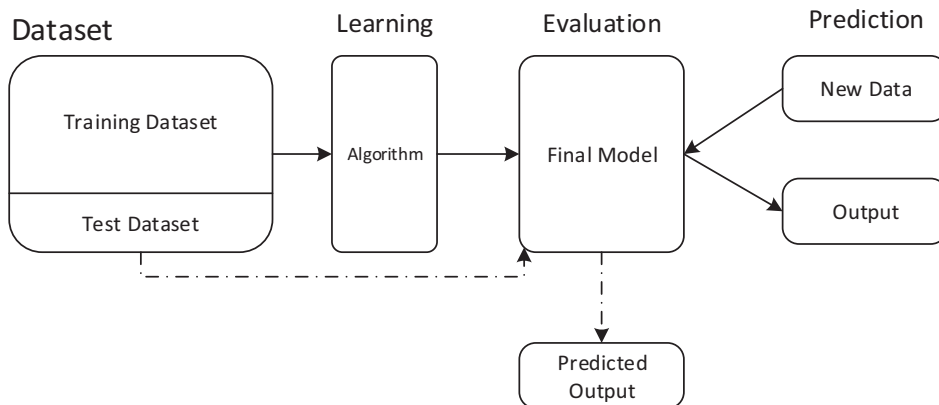 Dataset
Learning
Evaluation
Prediction
Training Dataset
Test Dataset
Algorithm
Final Model
New Data
Output
Predicted
Output